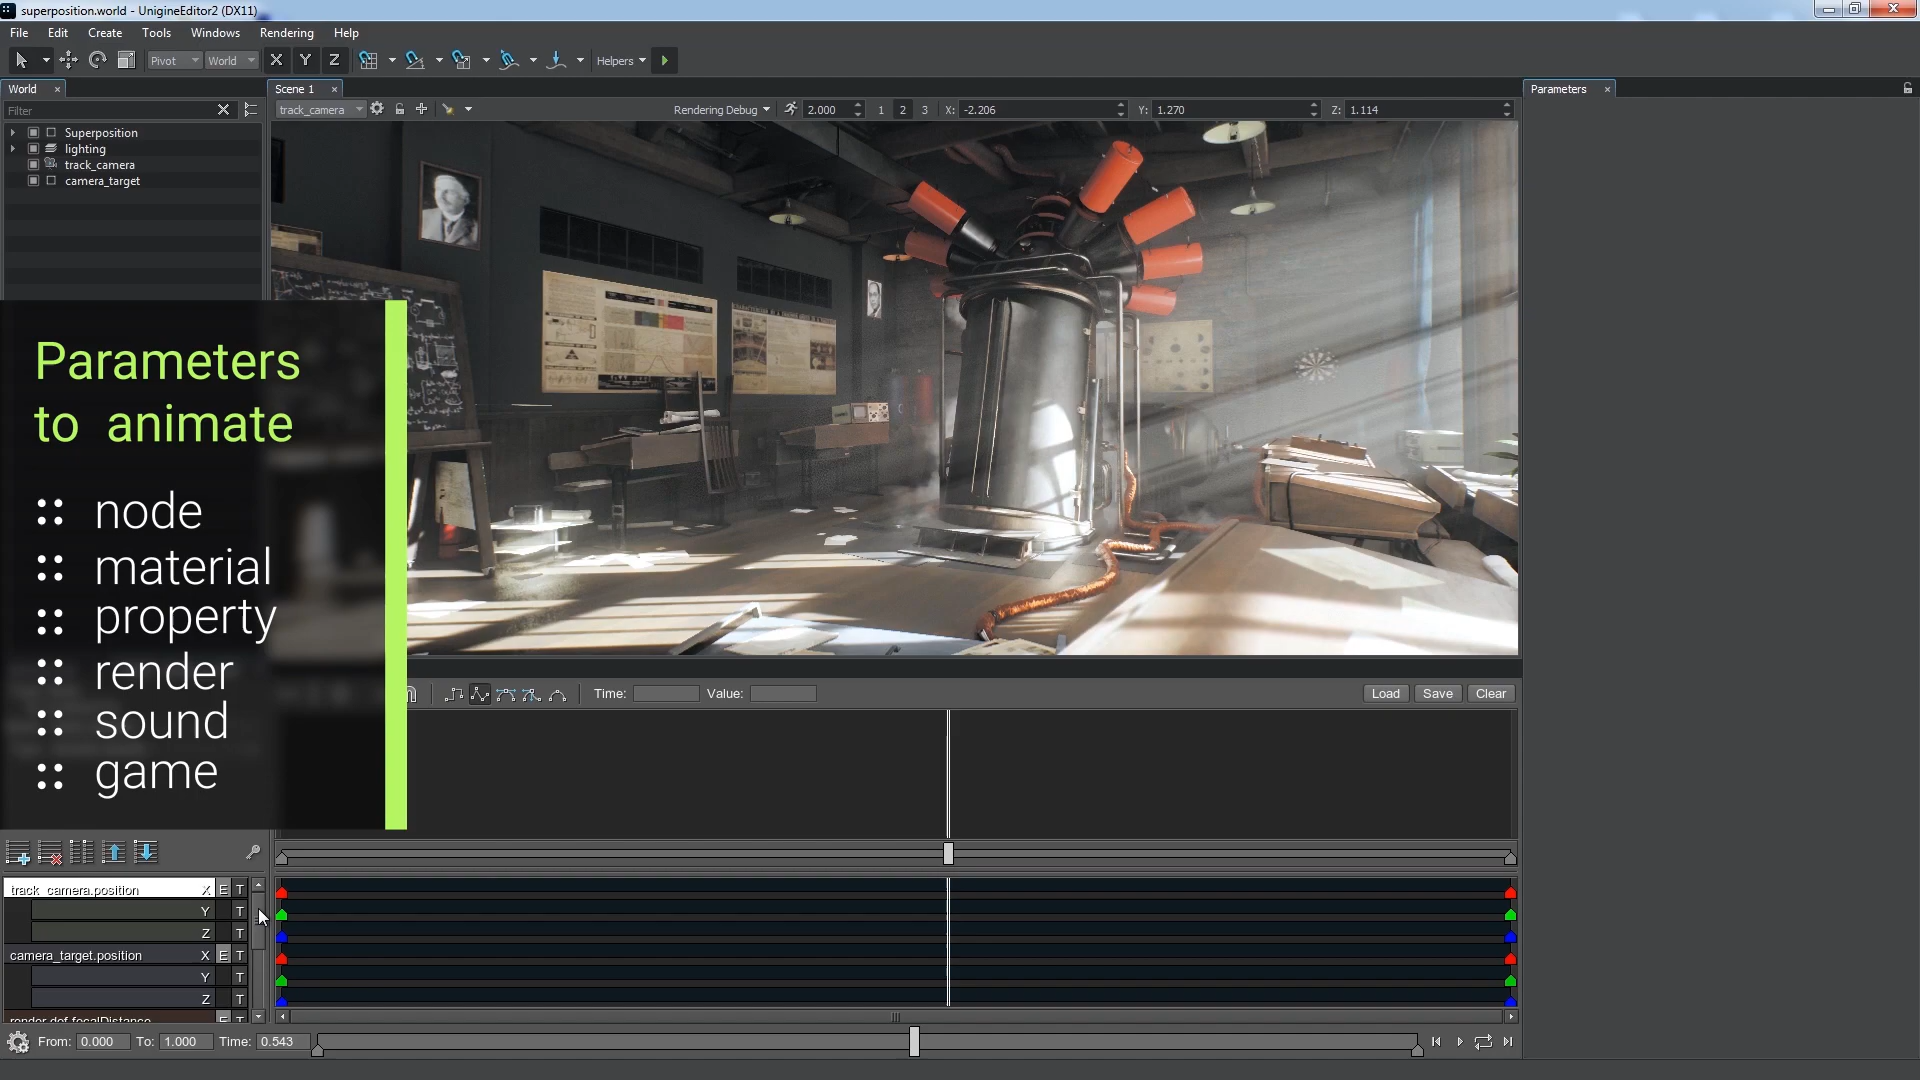 superposition.world - UnigineEditor2 (DX11)
File Edit Create Tools Windows Rendering Help
Pivot World X Y Z Helpers
World
Scene 1
Parameters
Filter
track_camera Rendering Debug 2.000 1 2 3 X: -2.206 Y: 1.270 Z: 1.114
Superposition
lighting
track_camera
camera_target
Parameters
to animate
node
material
property
render
sound
game
Time: Value: Load Save Clear
track_camera.position X E T
Y T
Z T
camera_target.position X E T
Y T
Z T
render.dof.focalDistance E T
From: 0.000 To: 1.000 Time: 0.543